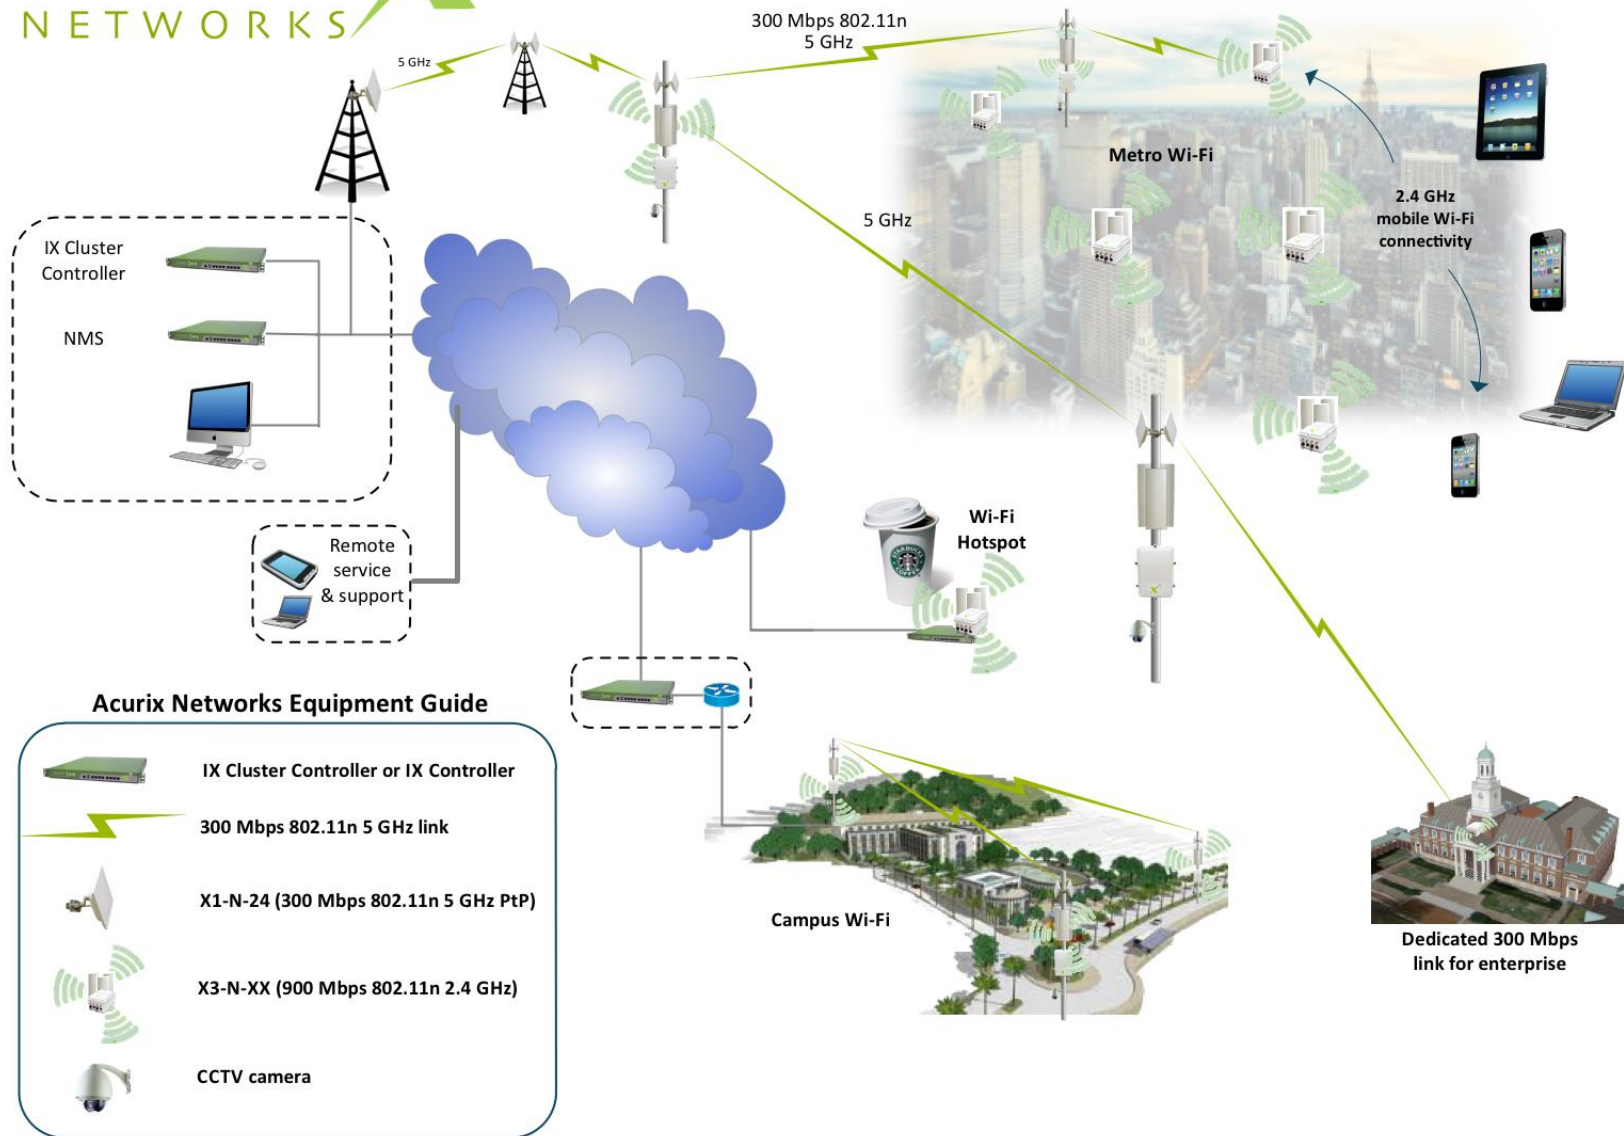 NETWORKS
300 Mbps 802.11n
5 GHz
5 GHz
Metro Wi-Fi
5 GHz
2.4 GHz
mobile Wi-Fi
connectivity
IX Cluster
Controller
NMS
Remote
service
& support
Wi-Fi
Hotspot
STARBUCKS
COFFEE
Campus Wi-Fi
Dedicated 300 Mbps
link for enterprise
Acurix Networks Equipment Guide
IX Cluster Controller or IX Controller
300 Mbps 802.11n 5 GHz link
X1-N-24 (300 Mbps 802.11n 5 GHz PtP)
X3-N-XX (900 Mbps 802.11n 2.4 GHz)
CCTV camera